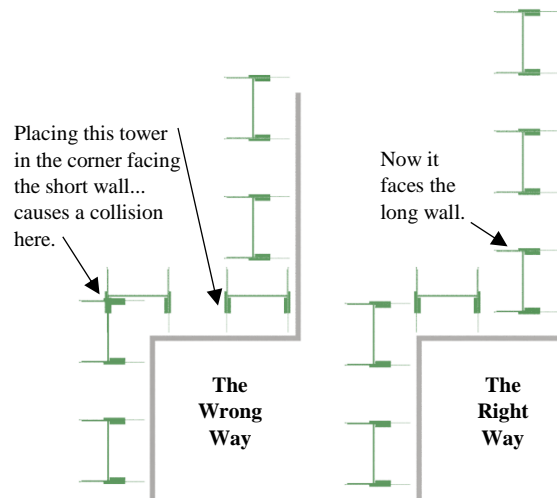 Placing this tower
in the corner facing
the short wall...
causes a collision
here.
Now it
faces the
long wall.
The
Wrong
Way
The
Right
Way